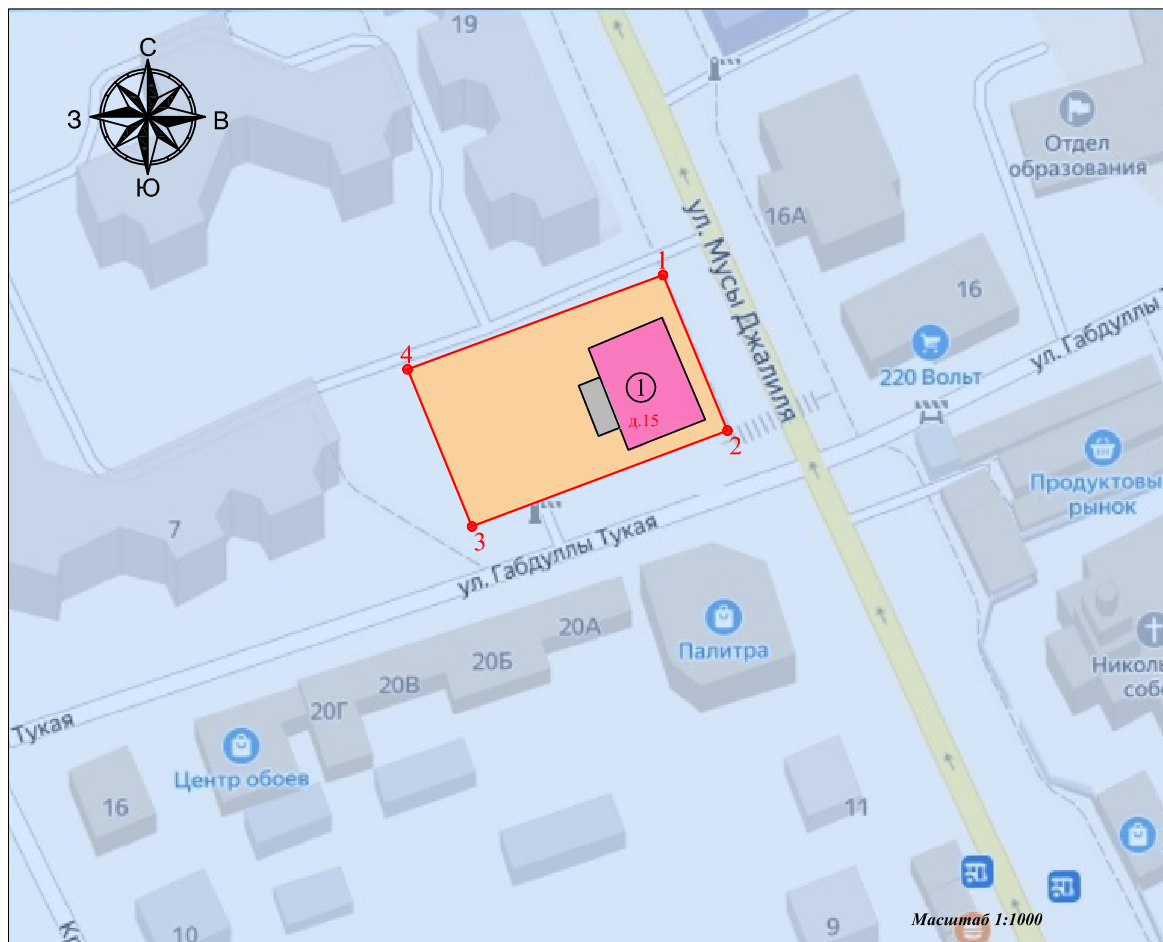 19
С
З
В
Ю
Отдел
образования
ул. Мусы Джалиля
16А
1
16
ул. Габдуллы
220 Вольт
4
1
д.15
2
Продуктовы
рынок
3
7
ул. Габдуллы Тукая
20А
Палитра
20Б
20В
20Г
Николь
собо
Тукая
Центр обоев
16
11
10
9
Масштаб 1:1000